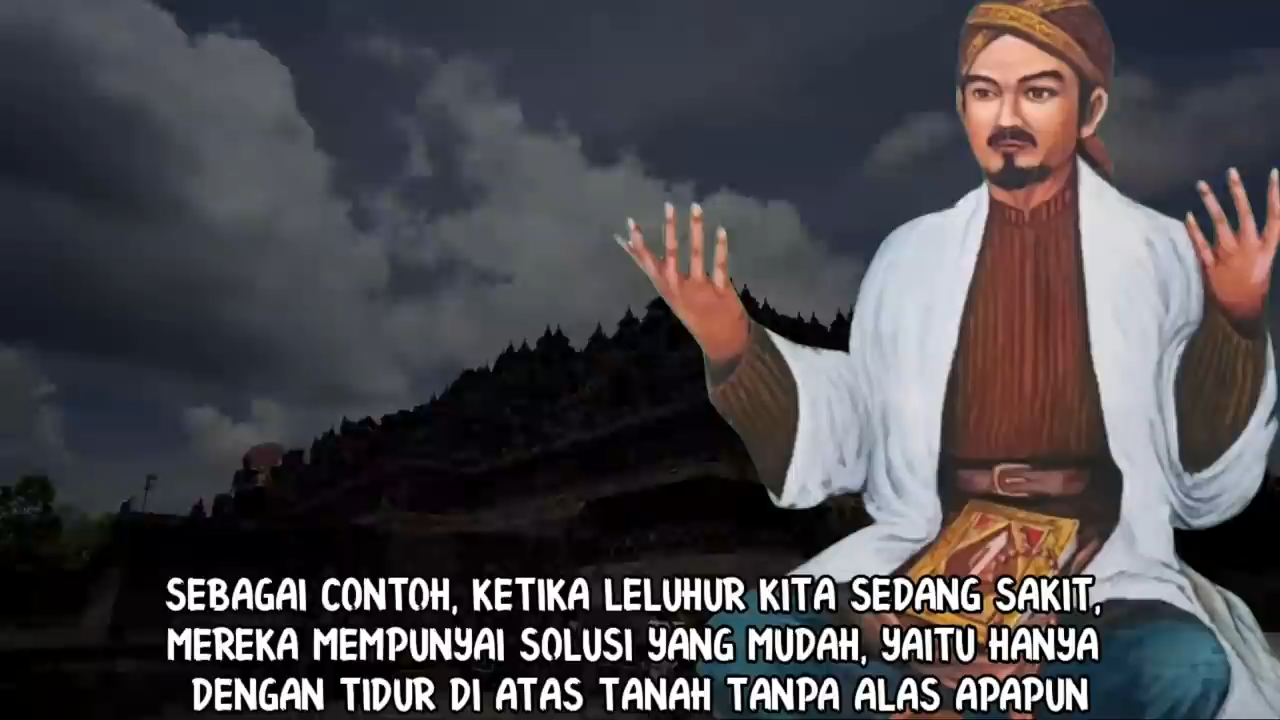 SEBAGAI CONTOH, KETIKA LELUHUR KITA SEDANG SAKIT,
MEREKA MEMPUNYAI SOLUSI YANG MUDAH, YAITU HANYA
DENGAN TIDUR DI ATAS TANAH TANPA ALAS APAPUN